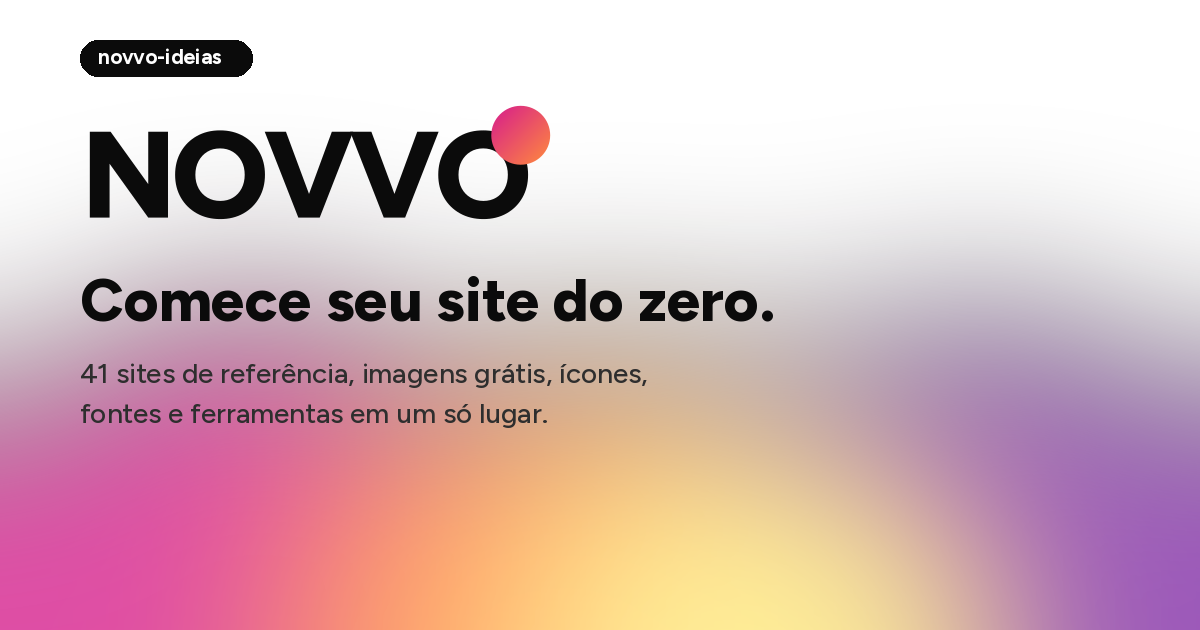 novvo-ideias
NOVVO
Comece seu site do zero.
41 sites de referência, imagens grátis, ícones,
fontes e ferramentas em um só lugar.